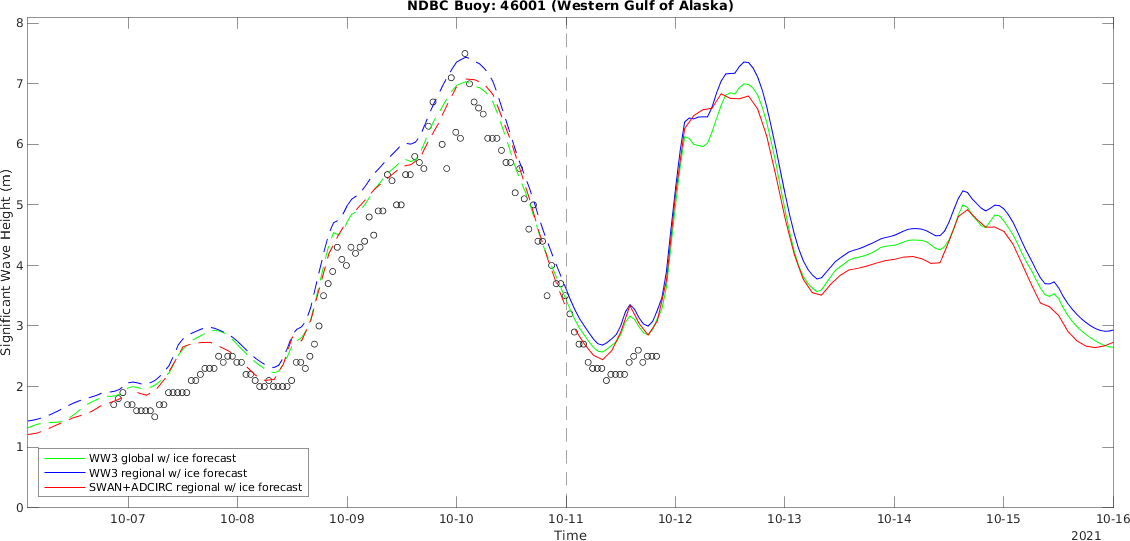 NDBC Buoy: 46001 (Western Gulf of Alaska)
8
7
6
5
4
3
2
1
0
Significant Wave Height (m)
WW3 global w/ ice forecast
WW3 regional w/ ice forecast
SWAN+ADCIRC regional w/ ice forecast
10-07 10-08 10-09 10-10 10-11 10-12 10-13 10-14 10-15 10-16
Time
2021